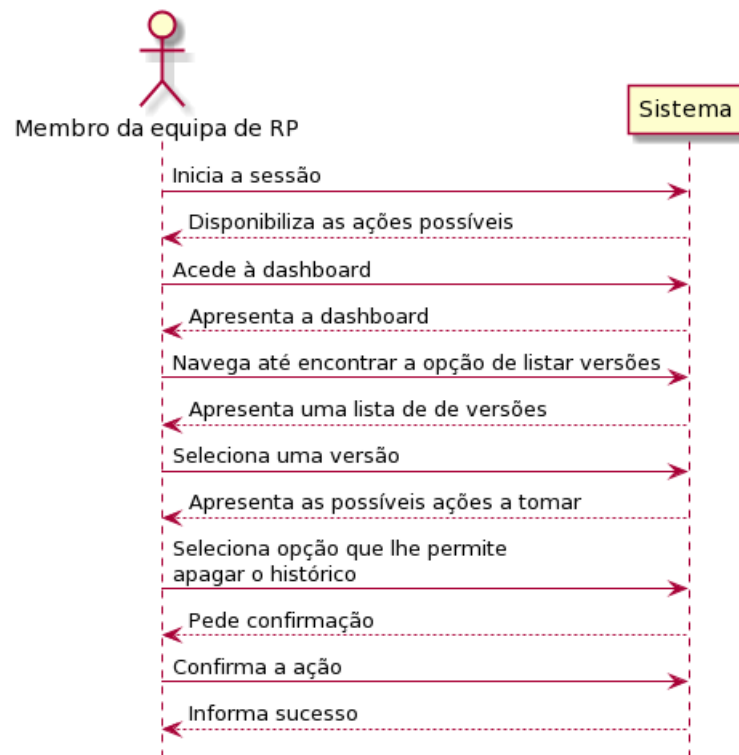 Membro da equipa de RP
Sistema
Inicia a sessão
Disponibiliza as ações possíveis
Acede à dashboard
Apresenta a dashboard
Navega até encontrar a opção de listar versões
Apresenta uma lista de de versões
Seleciona uma versão
Apresenta as possíveis ações a tomar
Seleciona opção que lhe permite
apagar o histórico
Pede confirmação
Confirma a ação
Informa sucesso